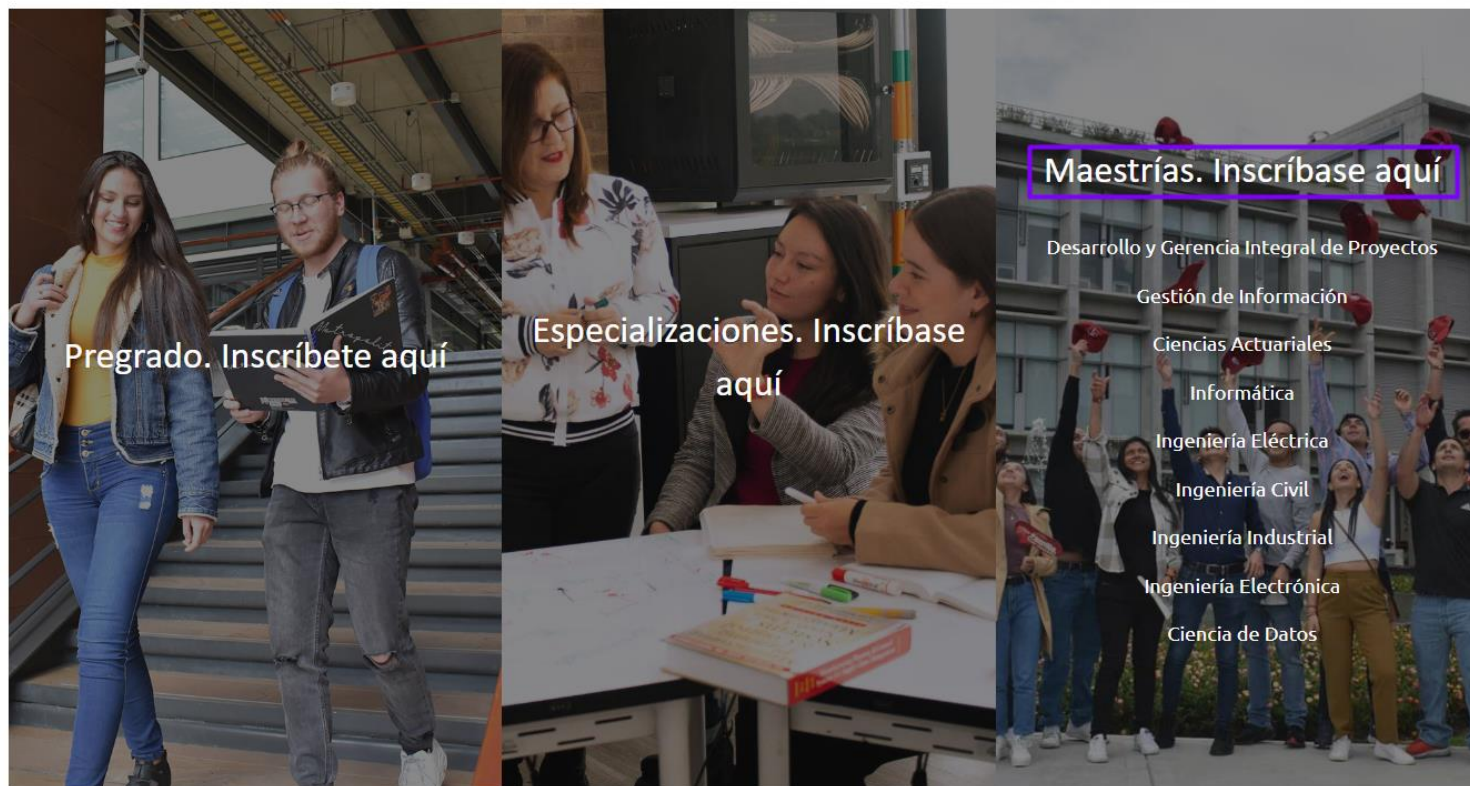 Pregrado. Inscríbete aquí
Especializaciones. Inscríbase
aquí
Maestrías. Inscríbase aquí
Desarrollo y Gerencia Integral de Proyectos
Gestión de Información
Ciencias Actuariales
Informática
Ingeniería Eléctrica
Ingeniería Civil
Ingeniería Industrial
Ingeniería Electrónica
Ciencia de Datos